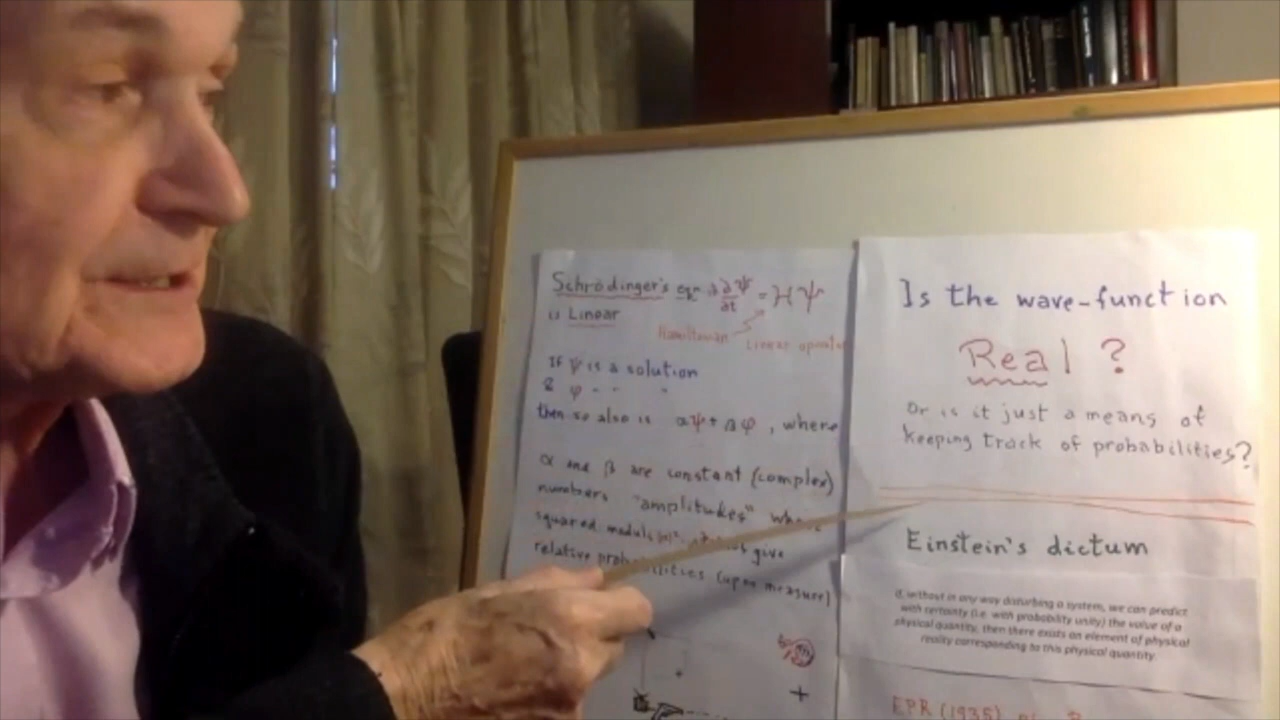 Schrödinger's eqn iℏ ∂ψ/∂t = ℋψ
is Linear
Hamiltonian Linear operator
If ψ is a solution
& φ " " "
then so also is αψ + βφ, where
α and β are constant (complex)
numbers "amplitudes" whose
squared moduli give
relative probabilities (upon measure)
Is the wave-function
Real ?
Or is it just a means of
keeping track of probabilities?
Einstein's dictum
If, without in any way disturbing a system, we can predict
with certainty (i.e. with probability unity) the value of a
physical quantity, then there exists an element of physical
reality corresponding to this physical quantity.
EPR (1935)